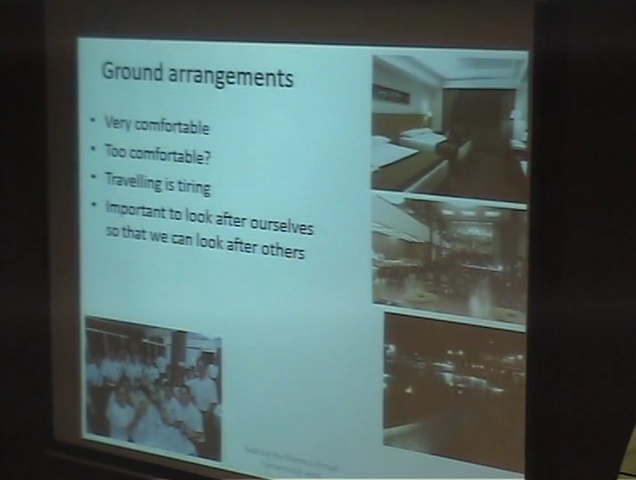 Ground arrangements
• Very comfortable
• Too comfortable?
• Travelling is tiring
• Important to look after ourselves
so that we can look after others